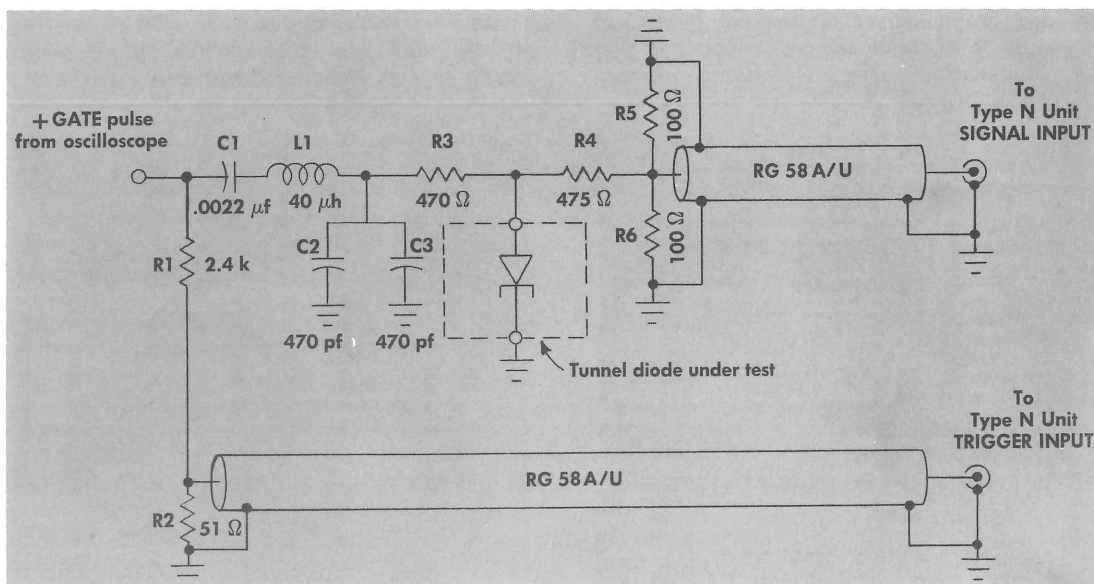 + GATE pulse
from oscilloscope
C1
.0022 μf
L1
40 μh
R3
470 Ω
R4
475 Ω
R5
100 Ω
R6
100 Ω
RG 58 A/U
To
Type N Unit
SIGNAL INPUT
R1
2.4 k
C2
470 pf
C3
470 pf
Tunnel diode under test
To
Type N Unit
TRIGGER INPUT
RG 58 A/U
R2
51 Ω